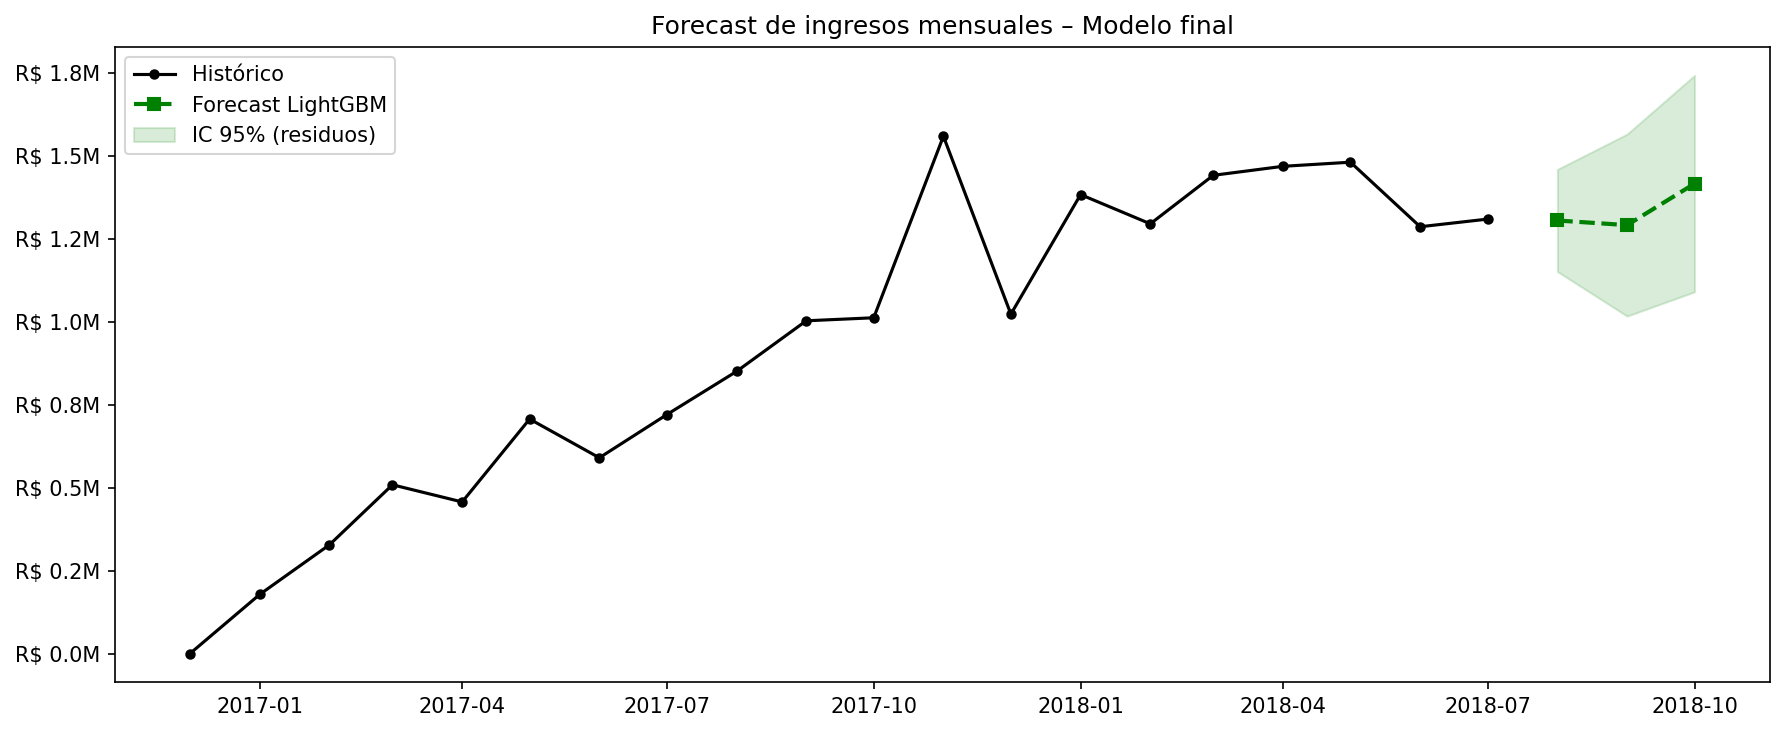 Forecast de ingresos mensuales – Modelo final
Histórico
Forecast LightGBM
IC 95% (residuos)
R$ 1.8M
R$ 1.5M
R$ 1.2M
R$ 1.0M
R$ 0.8M
R$ 0.5M
R$ 0.2M
R$ 0.0M
2017-01 2017-04 2017-07 2017-10 2018-01 2018-04 2018-07 2018-10